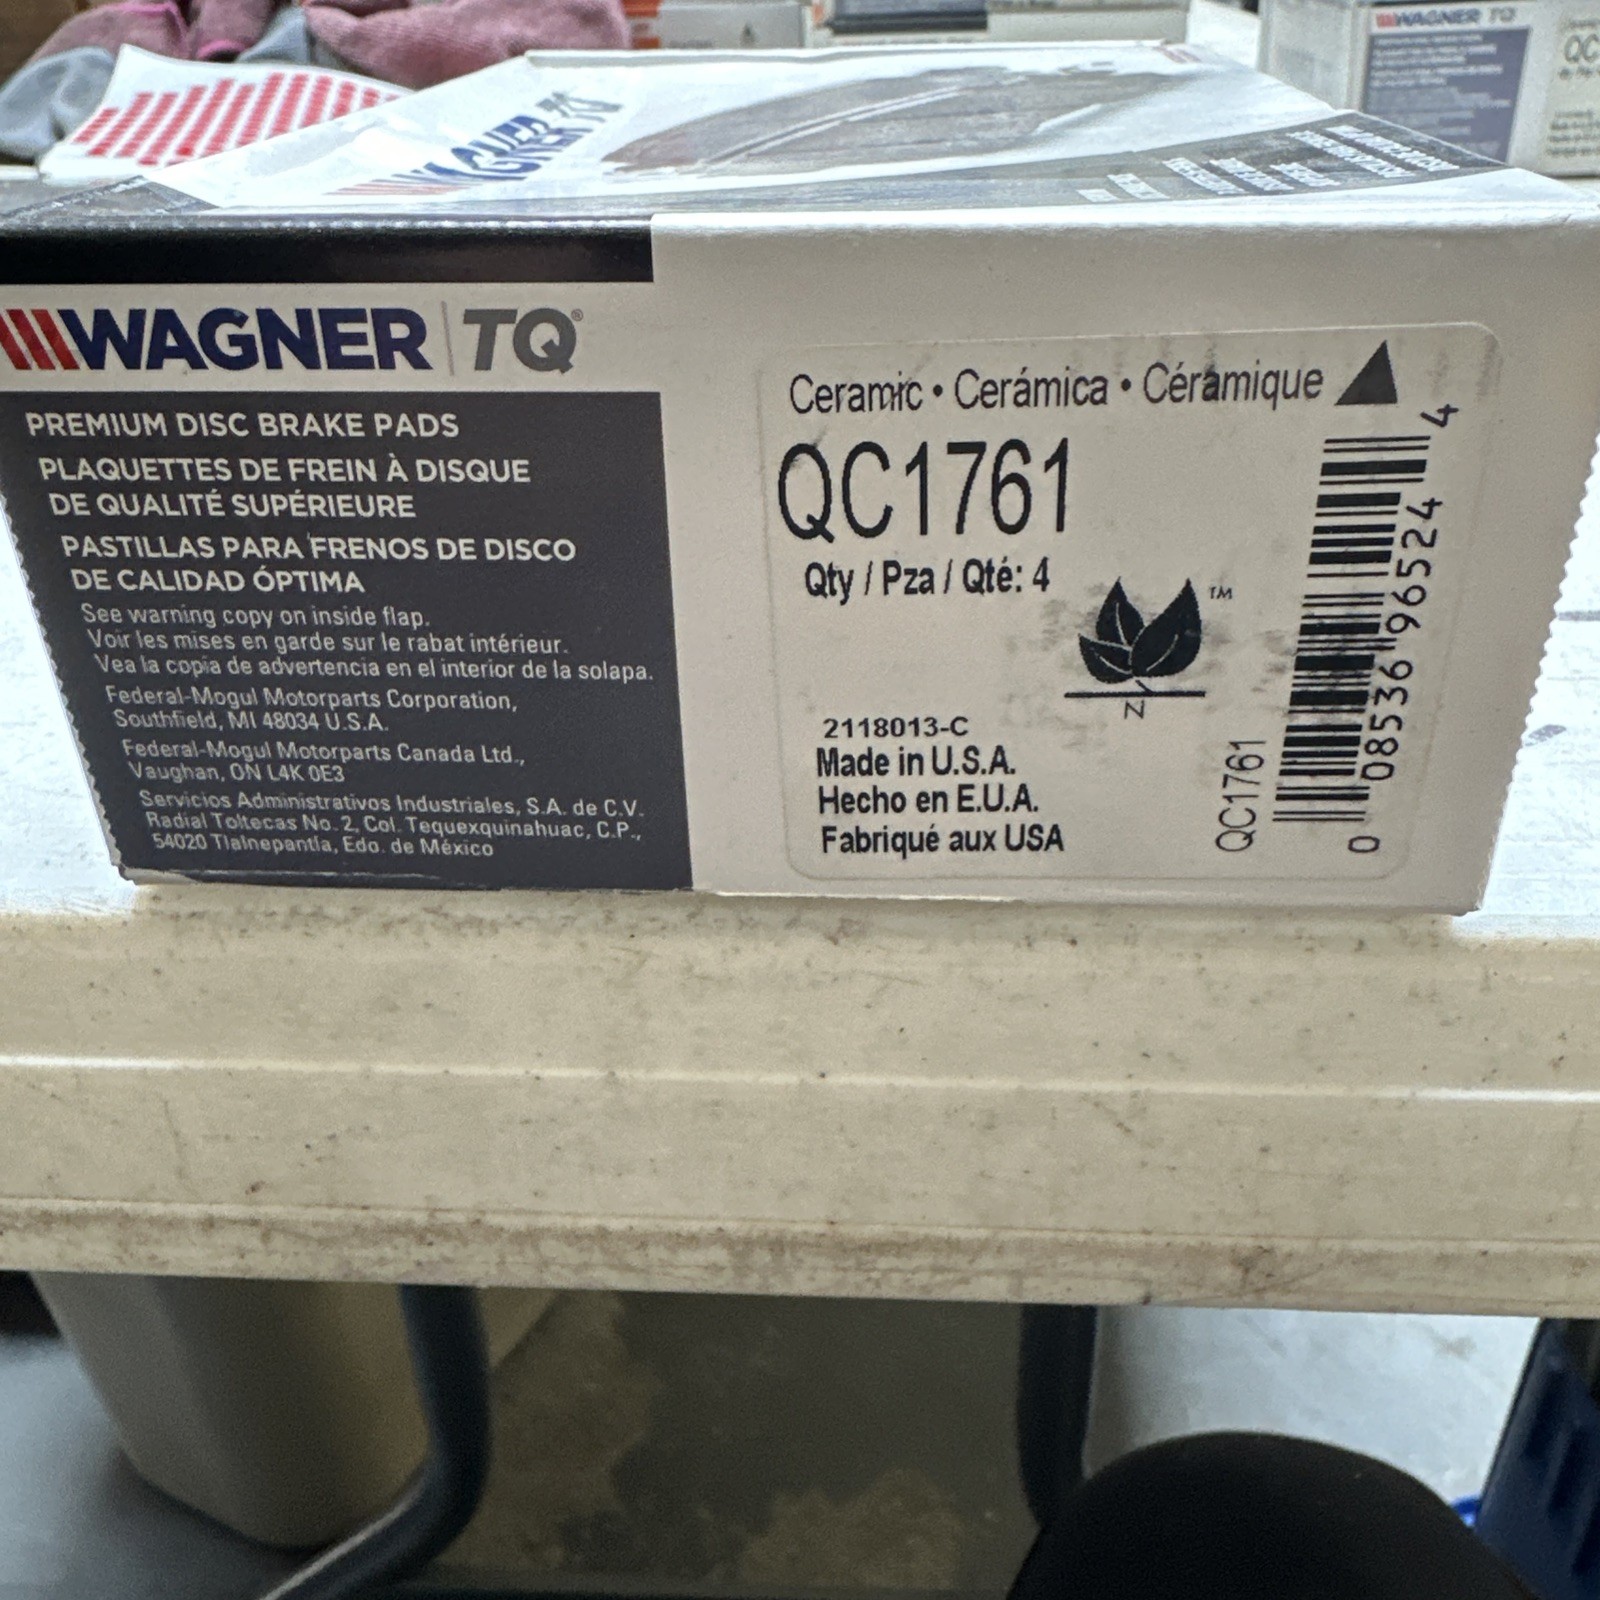 WAGNER TQ
WAGNER TQ
QC
WAGNER | TQ®
PREMIUM DISC BRAKE PADS
PLAQUETTES DE FREIN À DISQUE
DE QUALITÉ SUPÉRIEURE
PASTILLAS PARA FRENOS DE DISCO
DE CALIDAD ÓPTIMA
See warning copy on inside flap.
Voir les mises en garde sur le rabat intérieur.
Vea la copia de advertencia en el interior de la solapa.
Federal-Mogul Motorparts Corporation,
Southfield, MI 48034 U.S.A.
Federal-Mogul Motorparts Canada Ltd.,
Vaughan, ON L4K 0E3
Servicios Administrativos Industriales, S.A. de C.V.
Radial Toltecas No. 2, Col. Tequexquinahuac, C.P.,
54020 Tlalnepantla, Edo. de México
Ceramic • Cerámica • Céramique
QC1761
Qty / Pza / Qté: 4
TM
N
2118013-C
Made in U.S.A.
Hecho en E.U.A.
Fabriqué aux USA
QC1761
0 08536 96524 4